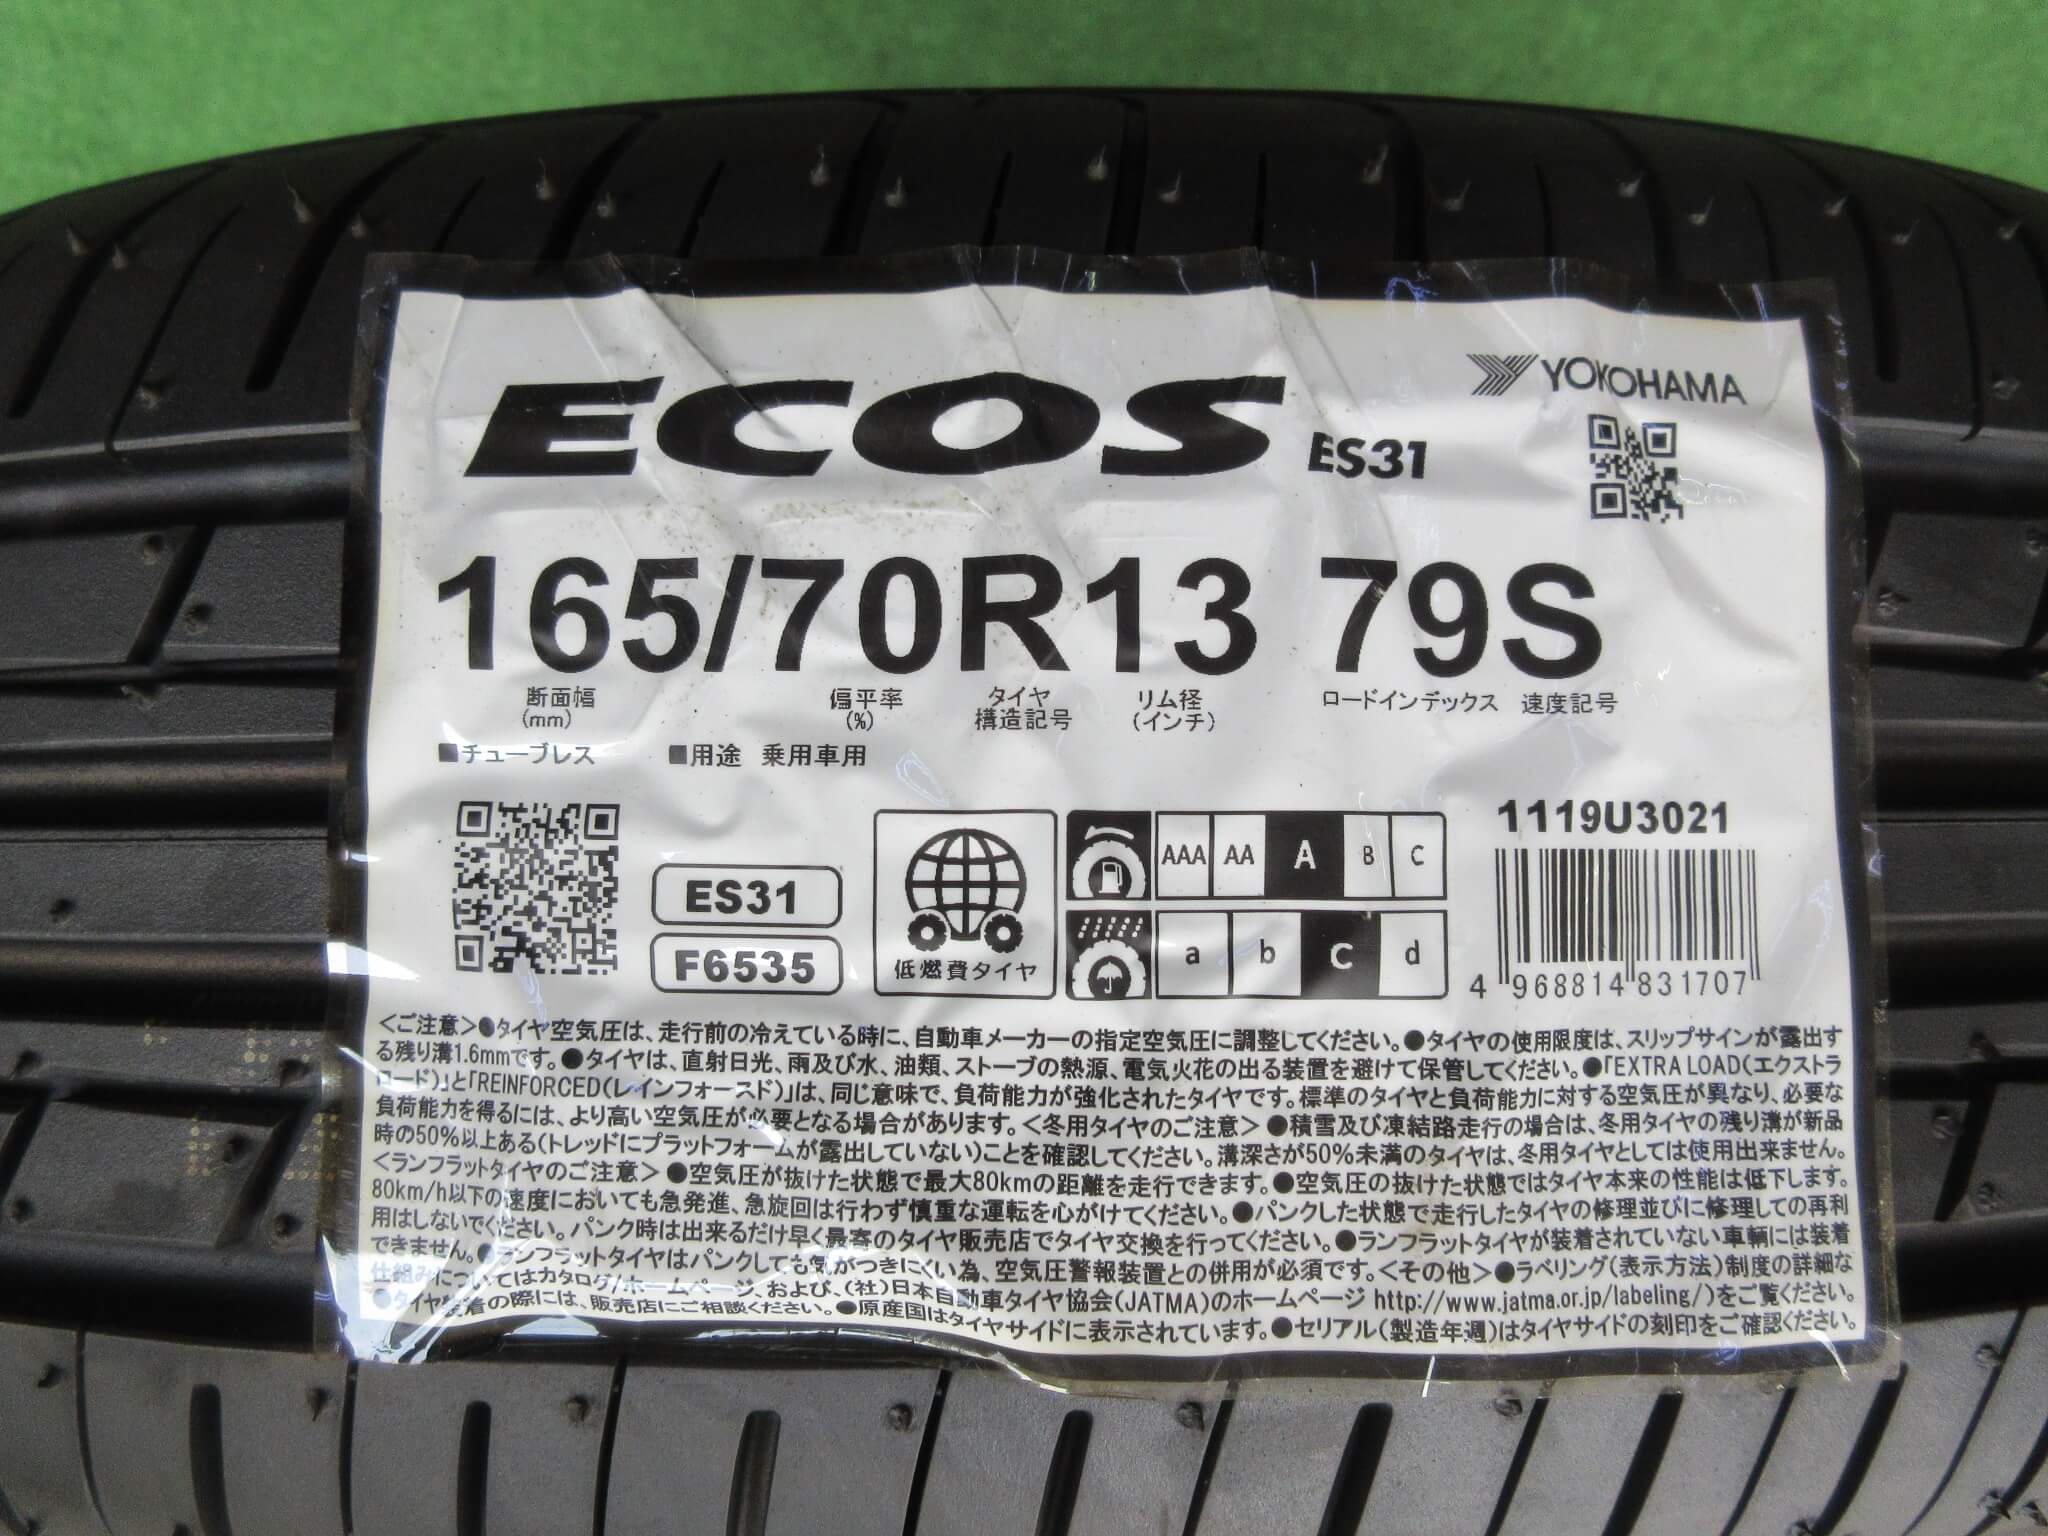 YOKOHAMA
ECOS ES31
165/70R13 79S
断面幅 偏平率 タイヤ リム径 ロードインデックス 速度記号
(mm) (%) 構造記号 (インチ)
■チューブレス ■用途 乗用車用
1119U3021
AAA AA A B C
ES31
F6535
低燃費タイヤ
a b c d
4 968814 831707
<ご注意>●タイヤ空気圧は、走行前の冷えている時に、自動車メーカーの指定空気圧に調整してください。●タイヤの使用限度は、スリップサインが露出す
る残り溝1.6mmです。●タイヤは、直射日光、雨及び水、油類、ストーブの熱源、電気火花の出る装置を避けて保管してください。●「EXTRA LOAD(エクストラ
ロード)」と「REINFORCED(レインフォースド)」は、同じ意味で、負荷能力が強化されたタイヤです。標準のタイヤと負荷能力に対する空気圧が異なり、必要な
負荷能力を得るには、より高い空気圧が必要となる場合があります。<冬用タイヤのご注意>●積雪及び凍結路走行の場合は、冬用タイヤの残り溝が新品
時の50%以上ある(トレッドにプラットフォームが露出していない)ことを確認してください。溝深さが50%未満のタイヤは、冬用タイヤとしては使用出来ません。
<ランフラットタイヤのご注意>●空気圧が抜けた状態で最大80kmの距離を走行できます。●空気圧の抜けた状態ではタイヤ本来の性能は低下します。
80km/h以下の速度においても急発進、急旋回は行わず慎重な運転を心がけてください。●パンクした状態で走行したタイヤの修理並びに修理しての再利
用はしないでください。パンク時は出来るだけ早く最寄のタイヤ販売店でタイヤ交換を行ってください。●ランフラットタイヤが装着されていない車輌には装着
できません。●ランフラットタイヤはパンクしても気がつきにくい為、空気圧警報装置との併用が必須です。<その他>●ラベリング(表示方法)制度の詳細な
仕組みについてはカタログ/ホームページ、および、(社)日本自動車タイヤ協会(JATMA)のホームページ http://www.jatma.or.jp/labeling/)をご覧ください。
●タイヤ装着の際には、販売店にご相談ください。●原産国はタイヤサイドに表示されています。●セリアル(製造年週)はタイヤサイドの刻印をご確認ください。